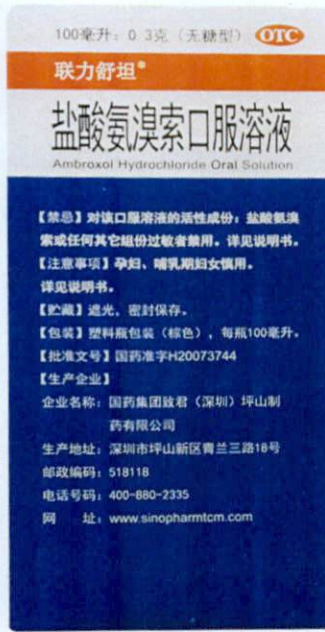 100毫升：0.3克（无糖型） OTC
联力舒坦®
盐酸氨溴索口服溶液
Ambroxol Hydrochloride Oral Solution
【禁忌】对该口服溶液的活性成份：盐酸氨溴
索或任何其它组份过敏者禁用。详见说明书。
【注意事项】孕妇、哺乳期妇女慎用。
详见说明书。
【贮藏】遮光，密封保存。
【包装】塑料瓶包装（棕色），每瓶100毫升。
【批准文号】国药准字H20073744
【生产企业】
企业名称：国药集团致君（深圳）坪山制
药有限公司
生产地址：深圳市坪山新区青兰三路18号
邮政编码：518118
电话号码：400-880-2335
网 址：www.sinopharmtcm.com